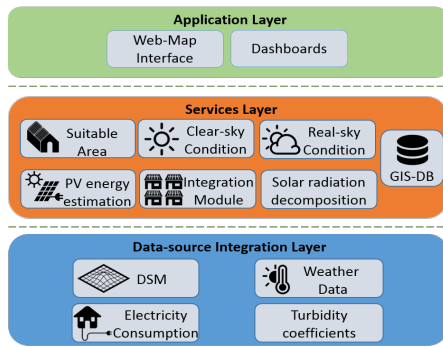 Application Layer
Web-Map
Interface
Dashboards
Services Layer
Suitable
Area
Clear-sky
Condition
Real-sky
Condition
GIS-DB
PV energy
estimation
Integration
Module
Solar radiation
decomposition
Data-source Integration Layer
DSM
Weather
Data
Electricity
Consumption
Turbidity
coefficients